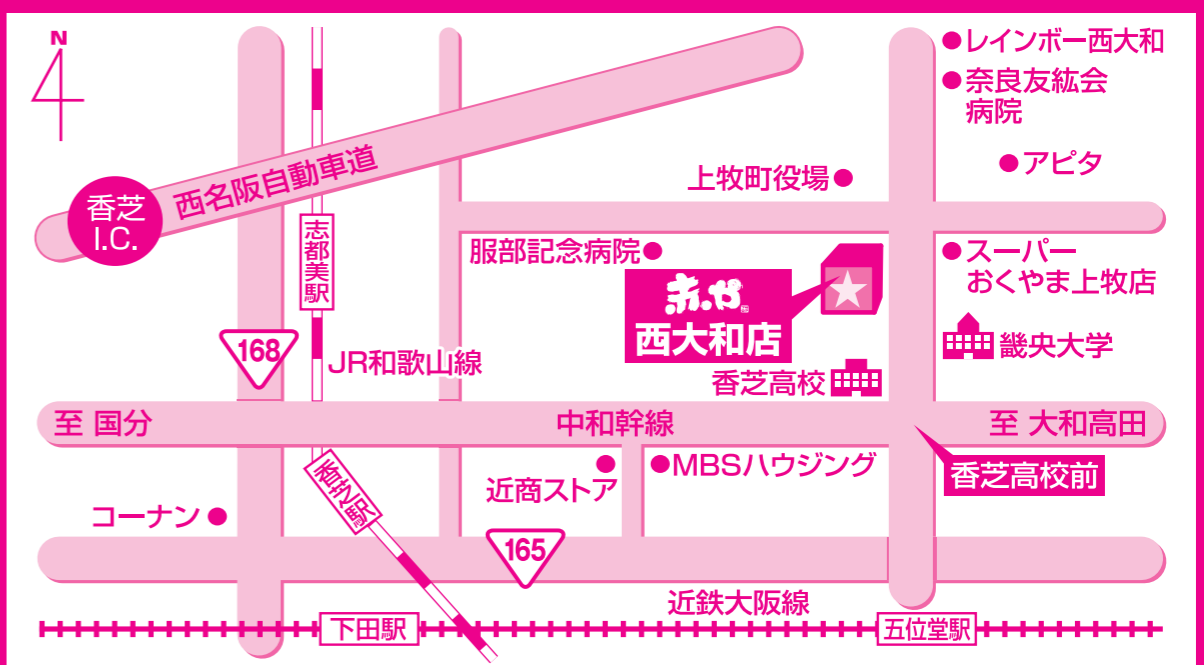 N
レインボー西大和
奈良友紘会
病院
アピタ
西名阪自動車道
上牧町役場
香芝
I.C.
志都美駅
服部記念病院
スーパー
おくやま上牧店
赤や
西大和店
168
JR和歌山線
畿央大学
香芝高校
至 国分
中和幹線
至 大和高田
香芝駅
近商ストア
MBSハウジング
香芝高校前
コーナン
165
近鉄大阪線
下田駅
五位堂駅